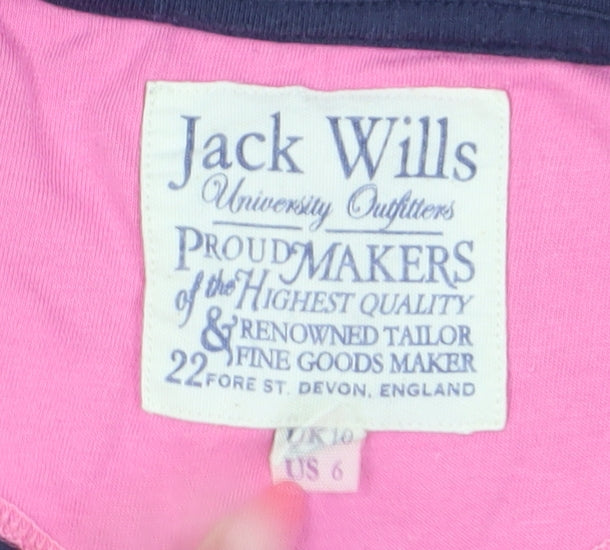 Jack Wills
University Outfitters
PROUD MAKERS
of the HIGHEST QUALITY
& RENOWNED TAILOR
FINE GOODS MAKER
22 FORE ST. DEVON, ENGLAND
UK 10
US 6